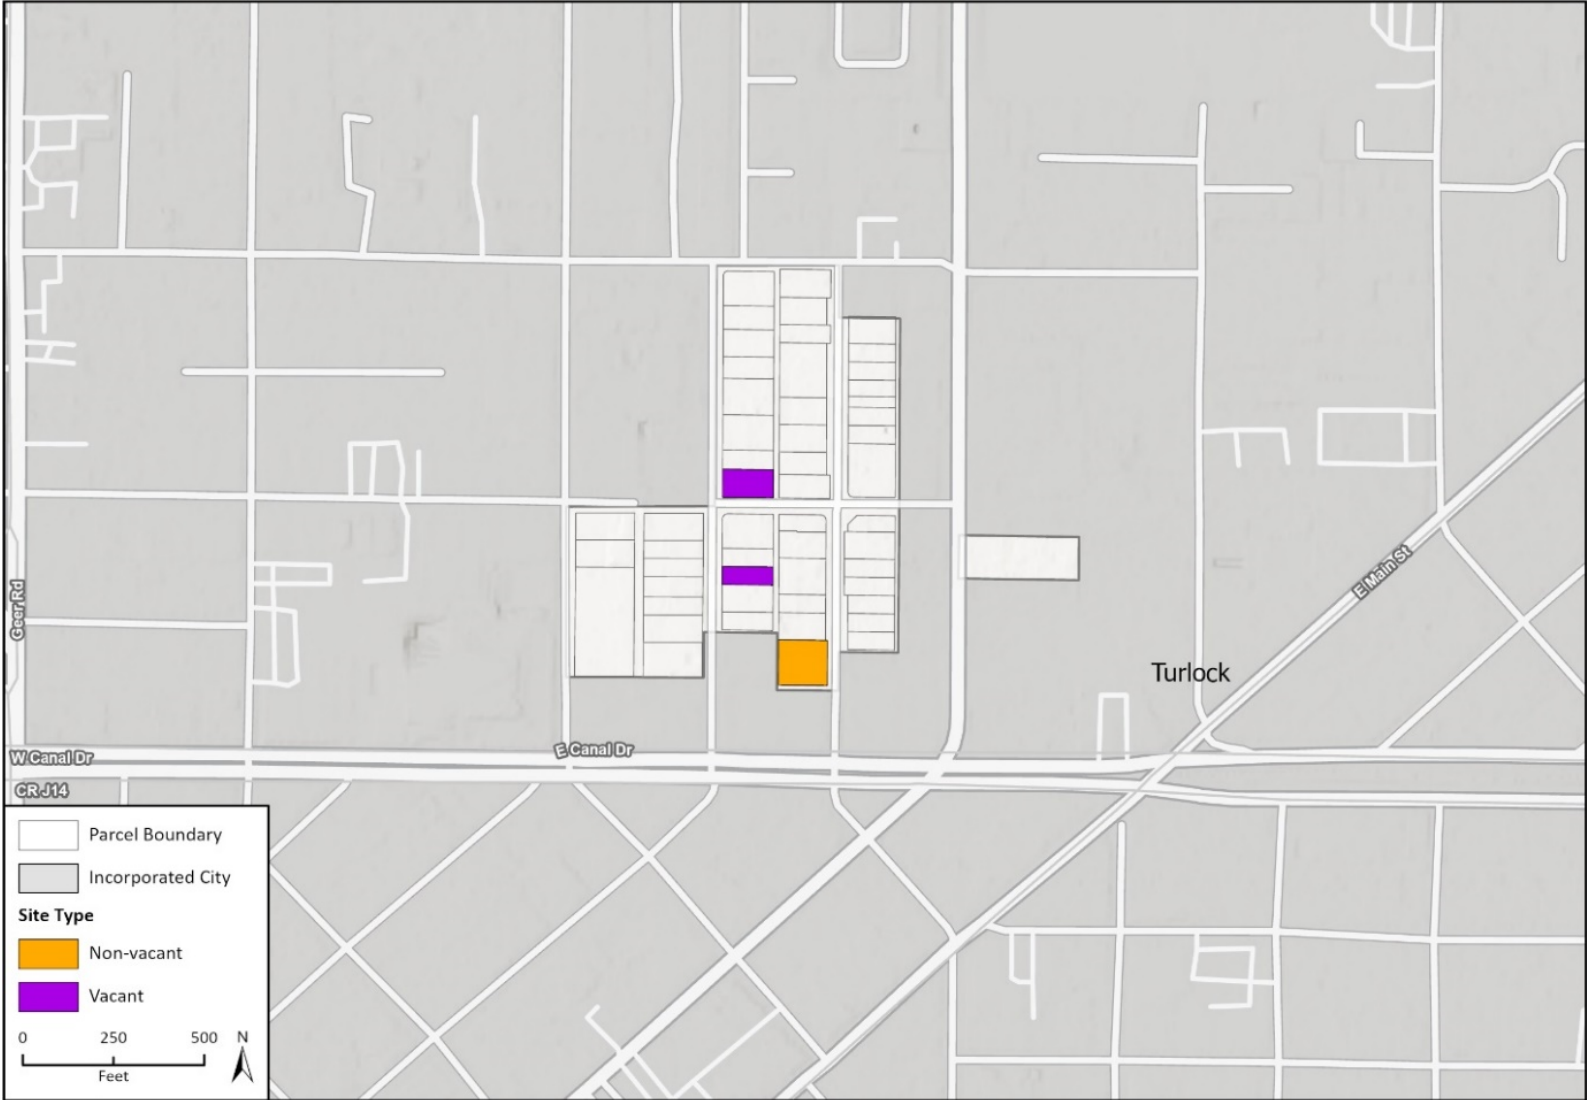 Geer Rd
E Main St
Turlock
E Canal Dr
W Canal Dr
CR J14
Parcel Boundary
Incorporated City
Site Type
Non-vacant
Vacant
0 250 500 N
Feet